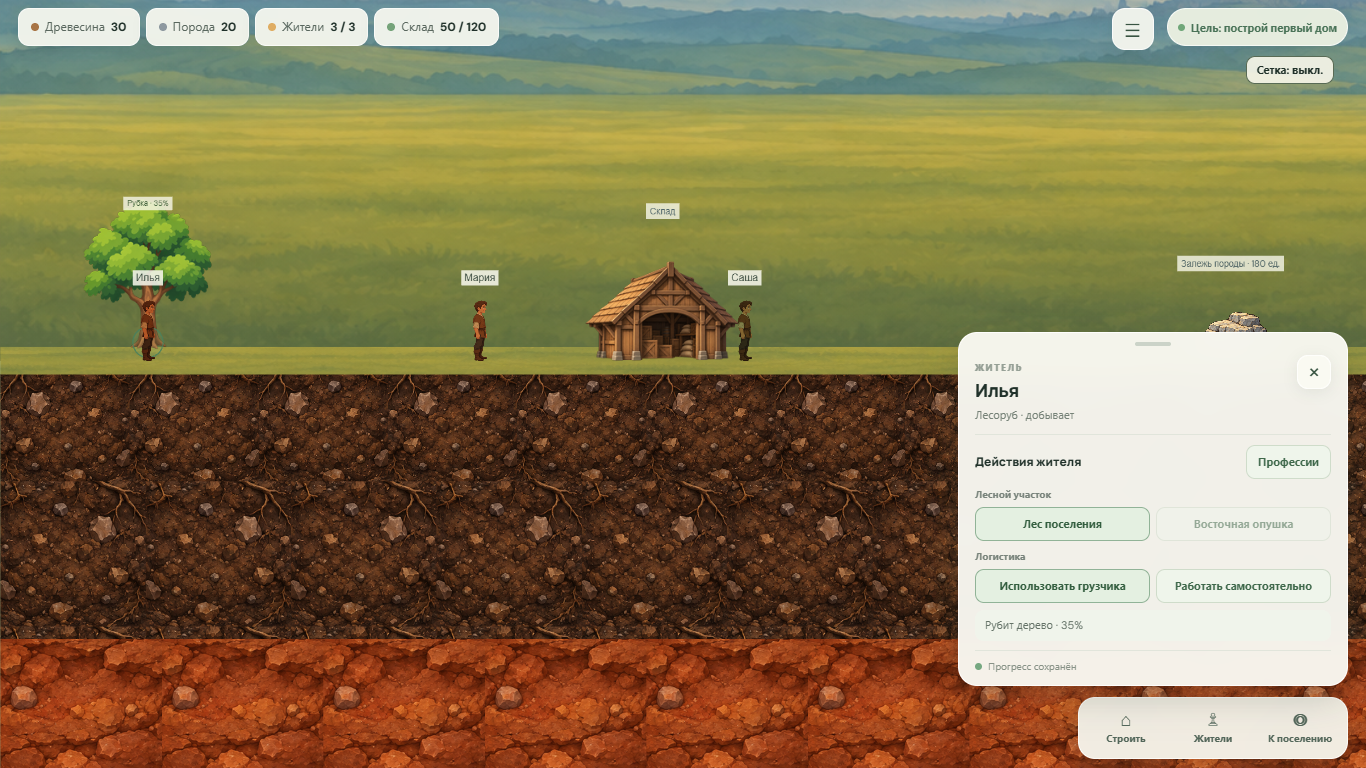 Древесина 30
Порода 20
Жители 3 / 3
Склад 50 / 120
Цель: построй первый дом
Сетка: выкл.
Рубка · 35%
Склад
Илья
Мария
Саша
Залежь породы · 180 ед.
ЖИТЕЛЬ
Илья
Лесоруб · добывает
Действия жителя
Профессии
Лесной участок
Лес поселения
Восточная опушка
Логистика
Использовать грузчика
Работать самостоятельно
Рубит дерево · 35%
Прогресс сохранён
Строить
Жители
К поселению